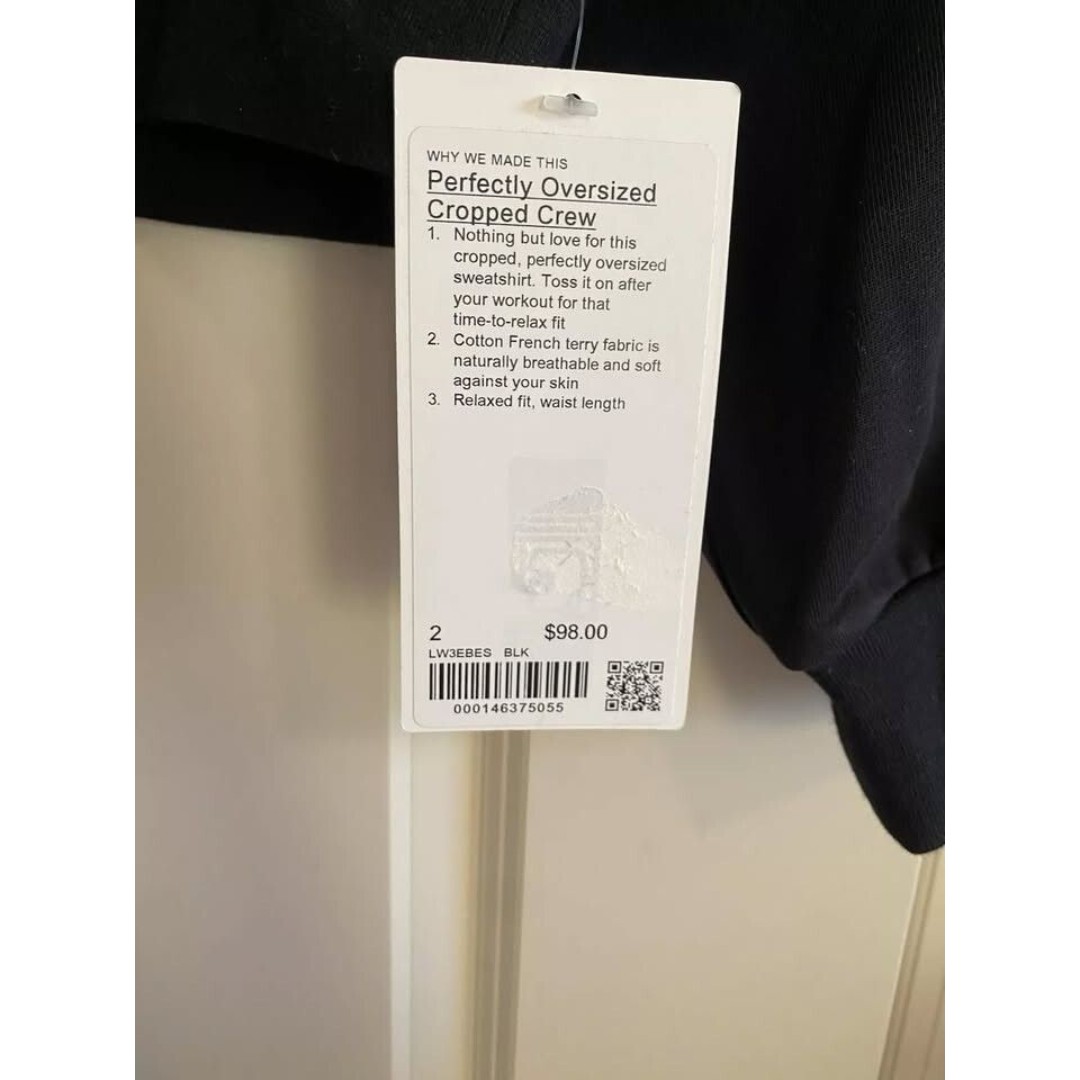 WHY WE MADE THIS
Perfectly Oversized
Cropped Crew
1. Nothing but love for this
cropped, perfectly oversized
sweatshirt. Toss it on after
your workout for that
time-to-relax fit
2. Cotton French terry fabric is
naturally breathable and soft
against your skin
3. Relaxed fit, waist length
2 $98.00
LW3EBES BLK
000146375055